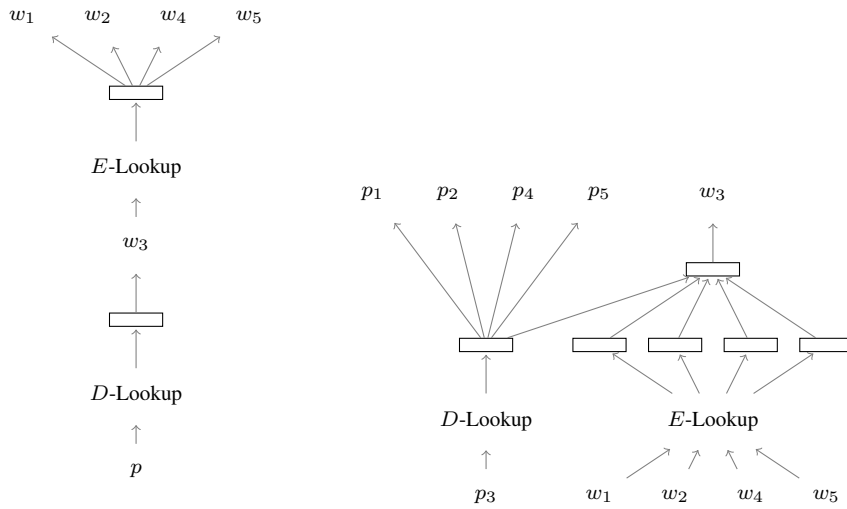 w1 w2 w4 w5
E-Lookup
w3
D-Lookup
p
p1 p2 p4 p5 w3
D-Lookup E-Lookup
p3 w1 w2 w4 w5